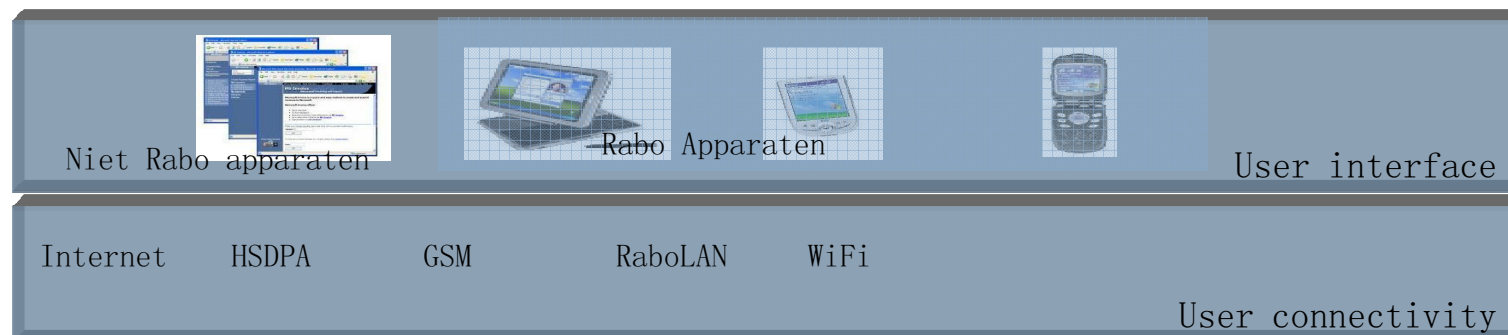 Niet Rabo apparaten
Rabo Apparaten
User interface
Internet HSDPA GSM RaboLAN WiFi
User connectivity